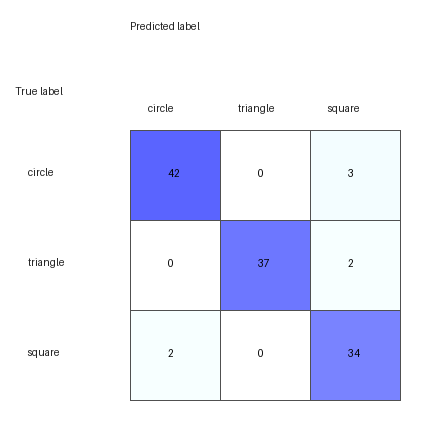 Predicted label
True label
circle triangle square
circle 42 0 3
triangle 0 37 2
square 2 0 34